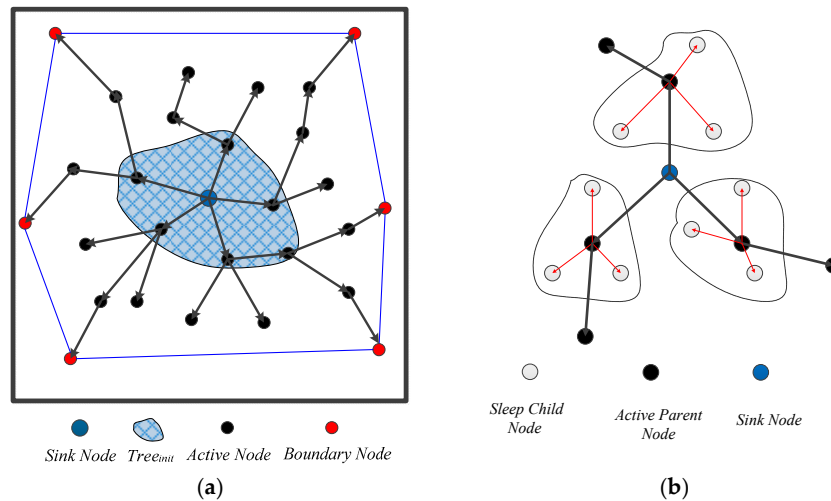 Sink Node Tree_init Active Node Boundary Node
(a)
Sleep Child Node
Active Parent Node
Sink Node
(b)